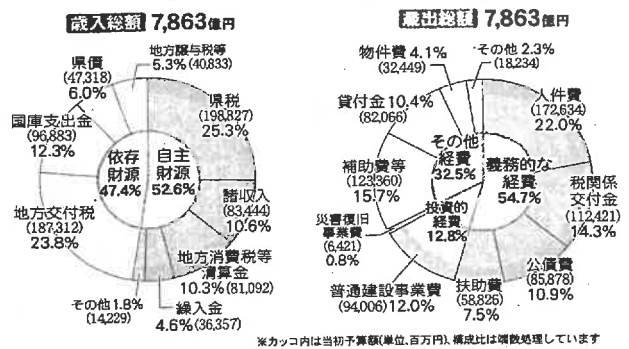 歳入総額 7,863億円
地方譲与税等
5.3%(40,833)
県債
(47,318)
6.0%
県税
(198,827)
25.3%
国庫支出金
(96,883)
12.3%
依存
財源
47.4%
自主
財源
52.6%
諸収入
(83,444)
10.6%
地方交付税
(187,312)
23.8%
地方消費税等
清算金
10.3%(81,092)
その他1.8%
(14,229)
繰入金
4.6%(36,357)
歳出総額 7,863億円
物件費4.1%
(32,449)
その他2.3%
(18,234)
貸付金10.4%
(82,066)
人件費
(172,634)
22.0%
その他
経費
32.5%
義務的な
経費
54.7%
補助費等
(123,360)
15.7%
税関係
交付金
(112,421)
14.3%
災害復旧
事業費
(6,421)
0.8%
投資的
経費
12.8%
公債費
(85,878)
10.9%
普通建設事業費
(94,006)12.0%
扶助費
(58,826)
7.5%
※カッコ内は当初予算額(単位、百万円)、構成比は端数処理しています